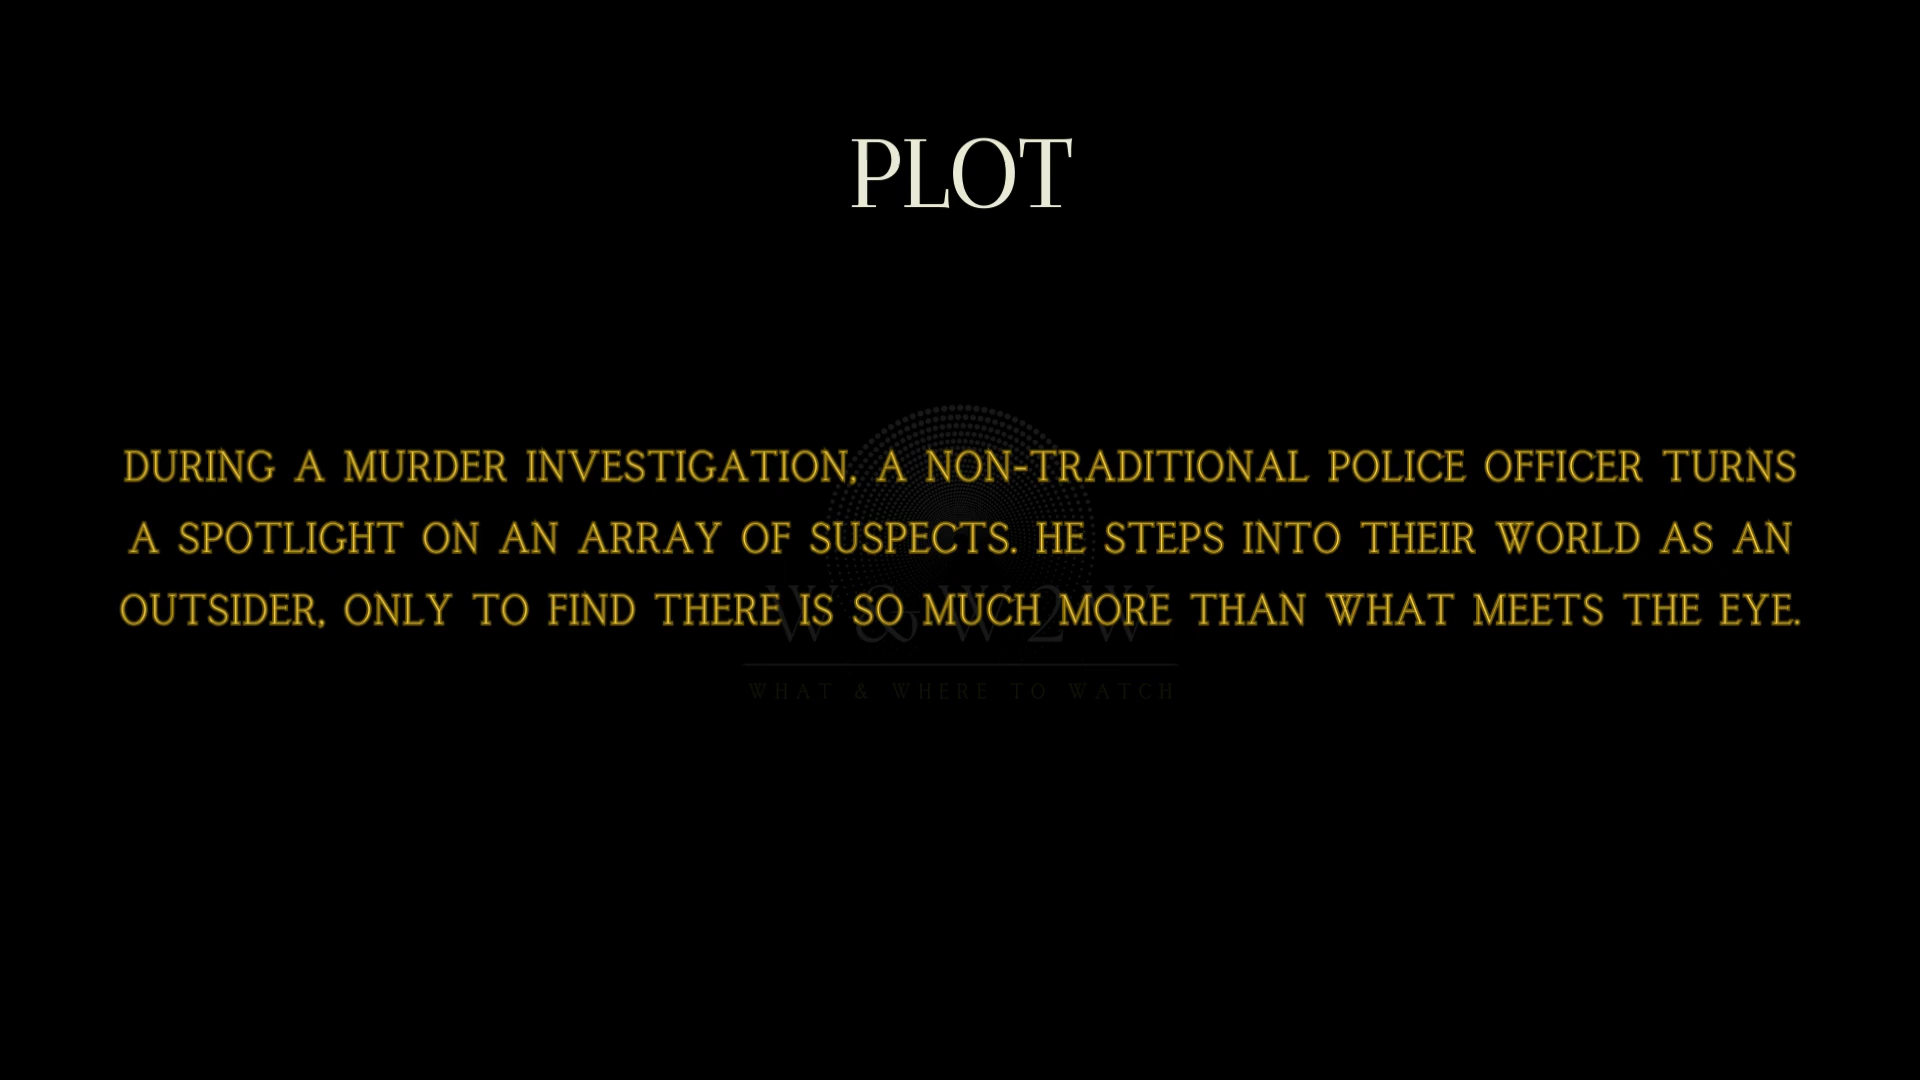 PLOT
DURING A MURDER INVESTIGATION, A NON-TRADITIONAL POLICE OFFICER TURNS
A SPOTLIGHT ON AN ARRAY OF SUSPECTS. HE STEPS INTO THEIR WORLD AS AN
OUTSIDER, ONLY TO FIND THERE IS SO MUCH MORE THAN WHAT MEETS THE EYE.
W & W 2 W
WHAT & WHERE TO WATCH